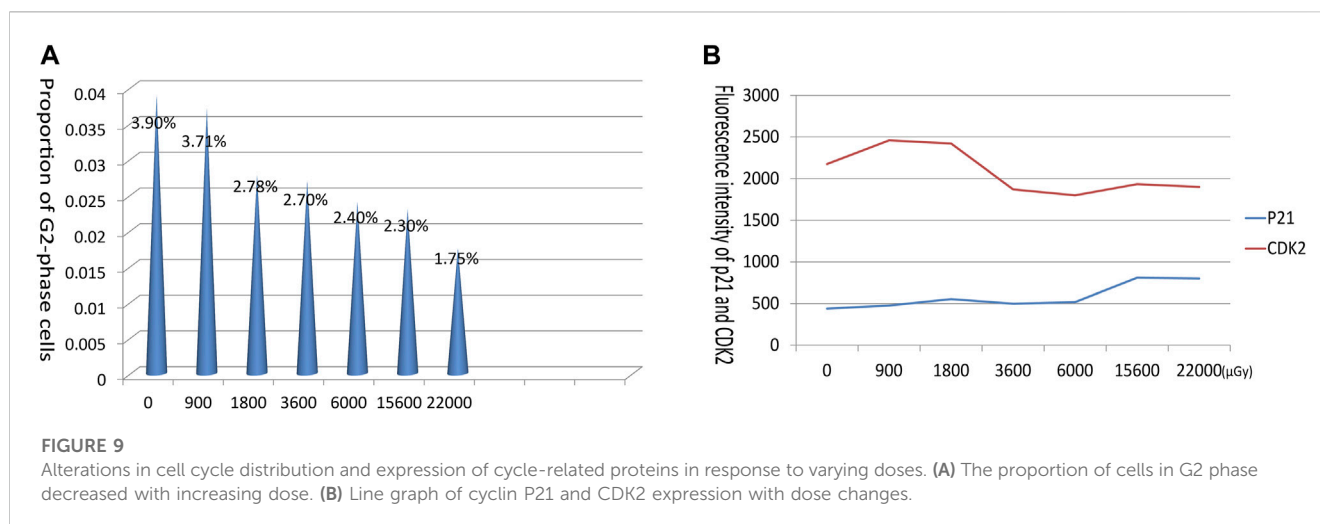 A
Proportion of G2-phase cells
0.04
0.035
0.03
0.025
0.02
0.015
0.01
0.005
0
3.90%
3.71%
2.78%
2.70%
2.40%
2.30%
1.75%
0 900 1800 3600 6000 15600 22000
B
Fluorescence intensity of p21 and CDK2
3000
2500
2000
1500
1000
500
0
0 900 1800 3600 6000 15600 22000(μGy)
P21
CDK2
FIGURE 9
Alterations in cell cycle distribution and expression of cycle-related proteins in response to varying doses. (A) The proportion of cells in G2 phase
decreased with increasing dose. (B) Line graph of cyclin P21 and CDK2 expression with dose changes.